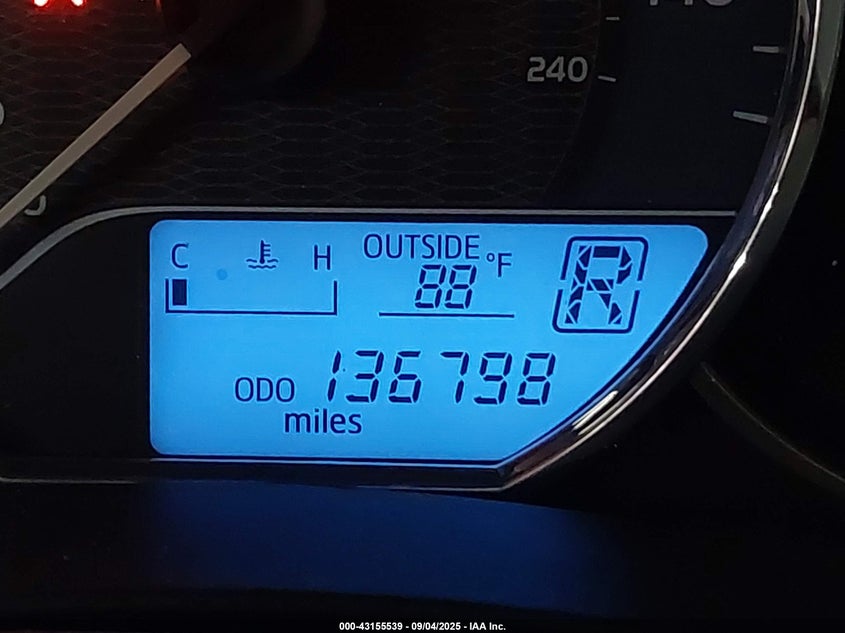 240
C H OUTSIDE °F
88
R
ODO 136798
miles
000-43155539 - 09/04/2025 - IAA Inc.